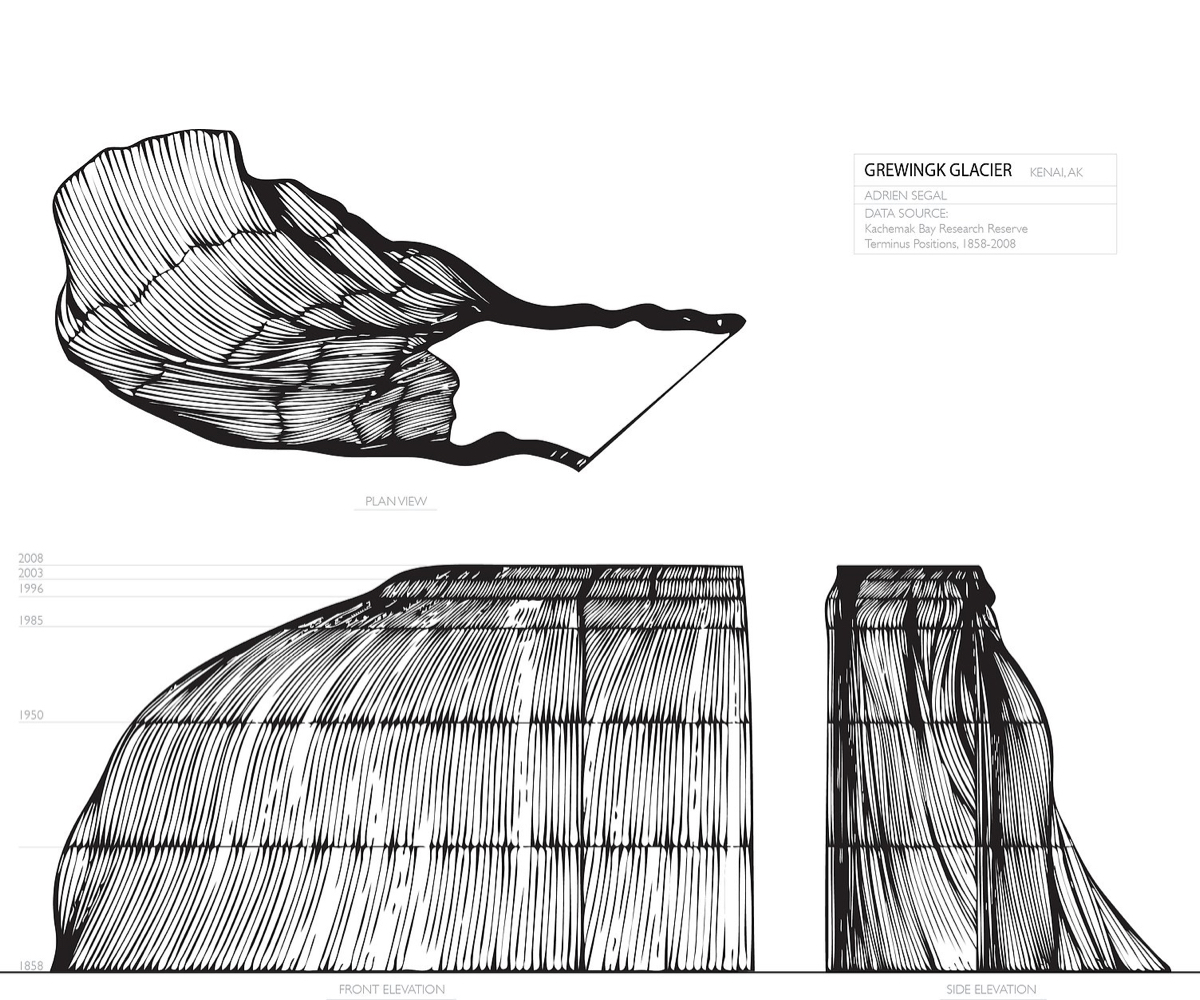 GREWINGK GLACIER KENAI, AK
ADRIEN SEGAL
DATA SOURCE:
Kachemak Bay Research Reserve
Terminus Positions, 1858-2008
PLAN VIEW
2008
2003
1996
1985
1950
1858
FRONT ELEVATION
SIDE ELEVATION